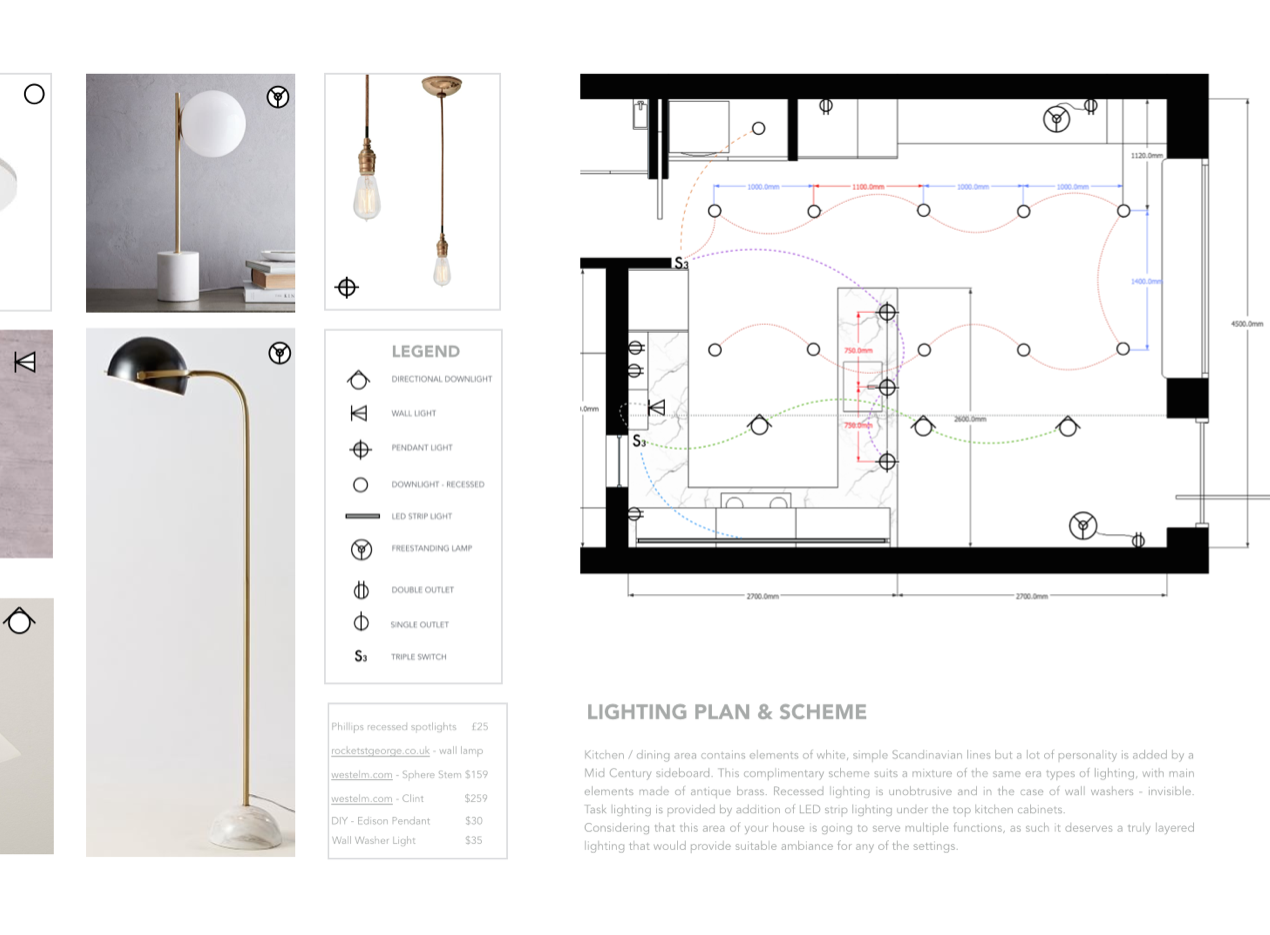 LEGEND
DIRECTIONAL DOWNLIGHT
WALL LIGHT
PENDANT LIGHT
DOWNLIGHT - RECESSED
LED STRIP LIGHT
FREESTANDING LAMP
DOUBLE OUTLET
SINGLE OUTLET
S3 TRIPLE SWITCH
Phillips recessed spotlights £25
rocketstgeorge.co.uk - wall lamp
westelm.com - Sphere Stem $159
westelm.com - Clint $259
DIY - Edison Pendant $30
Wall Washer Light $35
1120.0mm
1000.0mm 1100.0mm 1000.0mm 1000.0mm
S3
1400.0mm
4500.0mm
750.0mm
.0mm
750.0mm
2600.0mm
S3
2700.0mm 2700.0mm
LIGHTING PLAN & SCHEME
Kitchen / dining area contains elements of white, simple Scandinavian lines but a lot of personality is added by a
Mid Century sideboard. This complimentary scheme suits a mixture of the same era types of lighting, with main
elements made of antique brass. Recessed lighting is unobtrusive and in the case of wall washers - invisible.
Task lighting is provided by addition of LED strip lighting under the top kitchen cabinets.
Considering that this area of your house is going to serve multiple functions, as such it deserves a truly layered
lighting that would provide suitable ambiance for any of the settings.